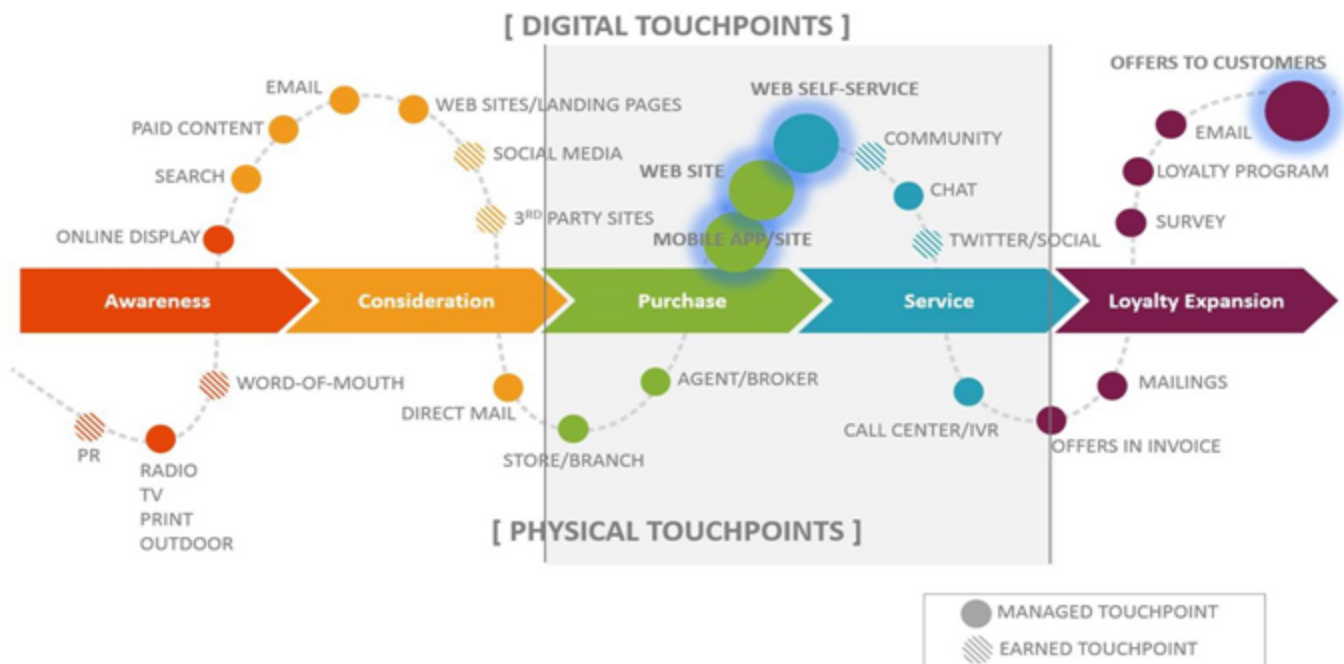 [ DIGITAL TOUCHPOINTS ]
OFFERS TO CUSTOMERS
EMAIL
WEB SELF-SERVICE
WEB SITES/LANDING PAGES
PAID CONTENT
EMAIL
COMMUNITY
SOCIAL MEDIA
SEARCH
WEB SITE
LOYALTY PROGRAM
CHAT
3RD PARTY SITES
SURVEY
ONLINE DISPLAY
MOBILE APP/SITE
TWITTER/SOCIAL
Awareness
Consideration
Purchase
Service
Loyalty Expansion
WORD-OF-MOUTH
AGENT/BROKER
MAILINGS
DIRECT MAIL
CALL CENTER/IVR
OFFERS IN INVOICE
PR
STORE/BRANCH
RADIO
TV
PRINT
OUTDOOR
[ PHYSICAL TOUCHPOINTS ]
MANAGED TOUCHPOINT
EARNED TOUCHPOINT